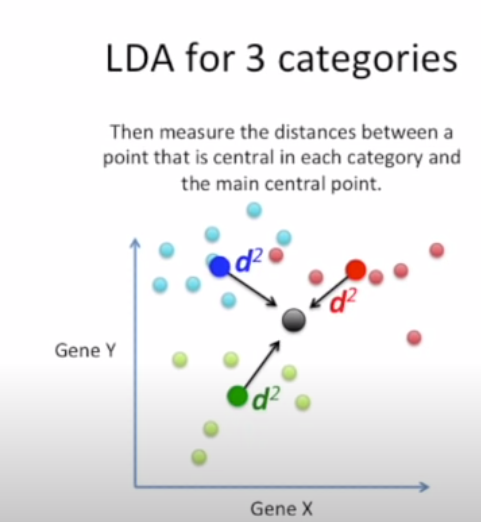 LDA for 3 categories
Then measure the distances between a
point that is central in each category and
the main central point.
d²
d²
Gene Y
d²
Gene X